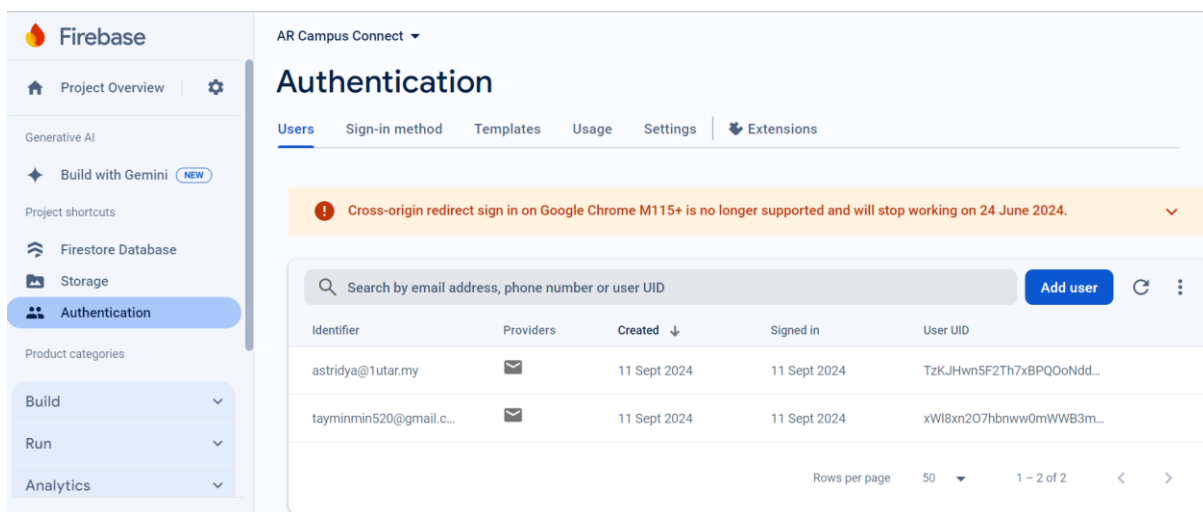 Firebase
Project Overview
Generative AI
Build with Gemini NEW
Project shortcuts
Firestore Database
Storage
Authentication
Product categories
Build
Run
Analytics
AR Campus Connect
Authentication
Users Sign-in method Templates Usage Settings Extensions
Cross-origin redirect sign in on Google Chrome M115+ is no longer supported and will stop working on 24 June 2024.
Search by email address, phone number or user UID Add user
Identifier Providers Created Signed in User UID
astridya@1utar.my 11 Sept 2024 11 Sept 2024 TzKJHwn5F2Th7xBPQOoNdd...
tayminmin520@gmail.c... 11 Sept 2024 11 Sept 2024 xWl8xn2O7hbnww0mWWB3m...
Rows per page 50 1 – 2 of 2